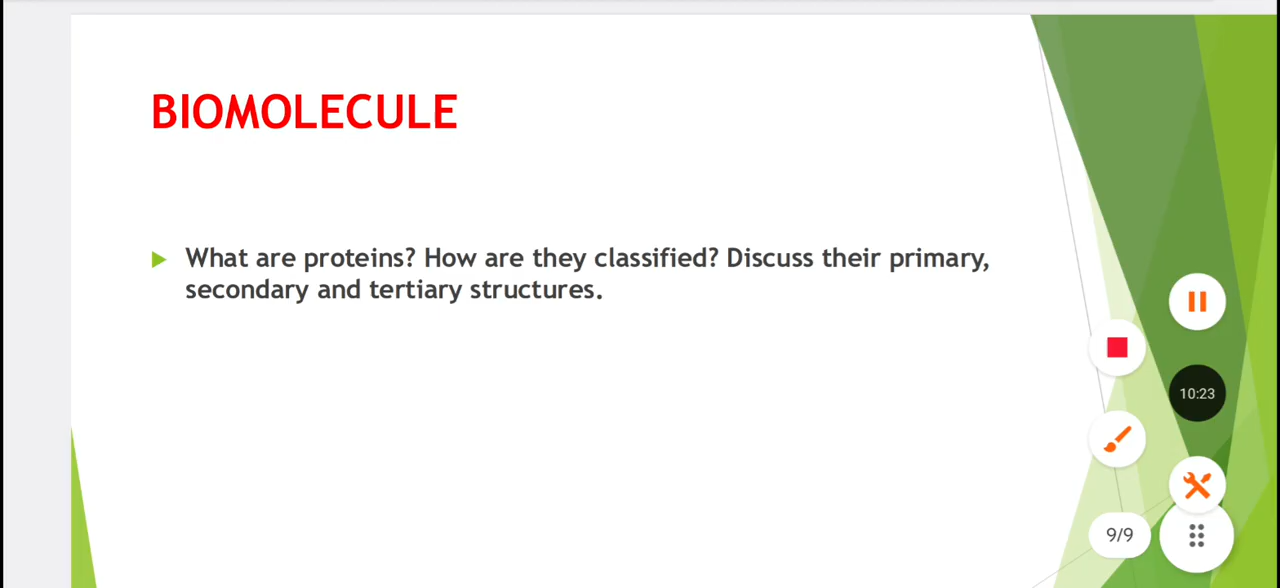 BIOMOLECULE
What are proteins? How are they classified? Discuss their primary,
secondary and tertiary structures.
10:23
9/9